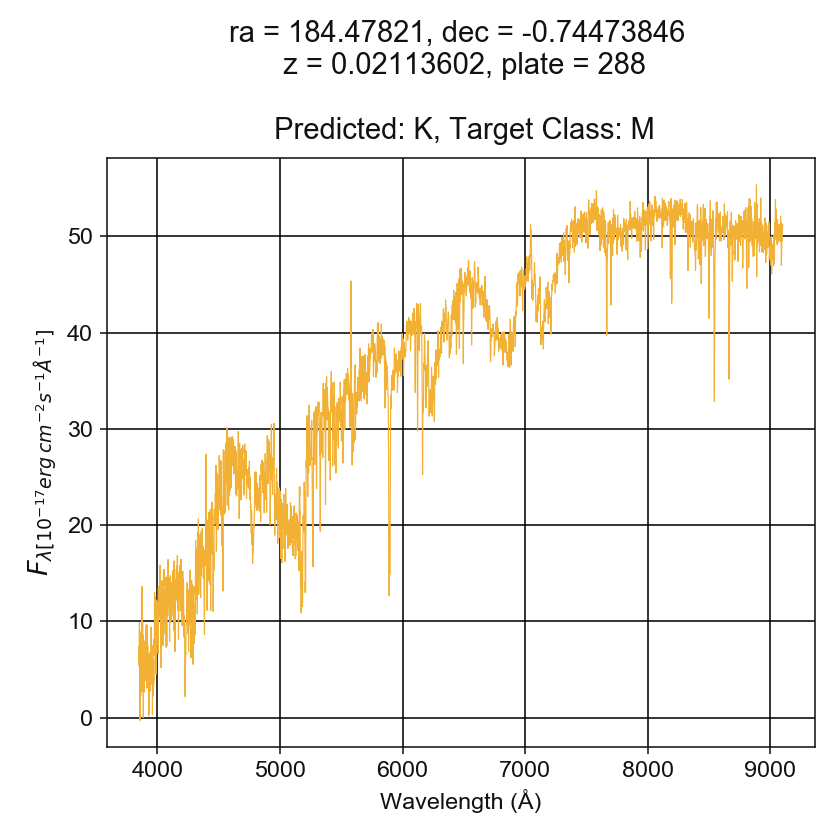 ra = 184.47821, dec = -0.74473846
z = 0.02113602, plate = 288
Predicted: K, Target Class: M
50
40
30
20
10
0
F_{λ[10^{−17} erg cm^{−2}s^{−1}Å^{−1}]}
4000 5000 6000 7000 8000 9000
Wavelength (Å)